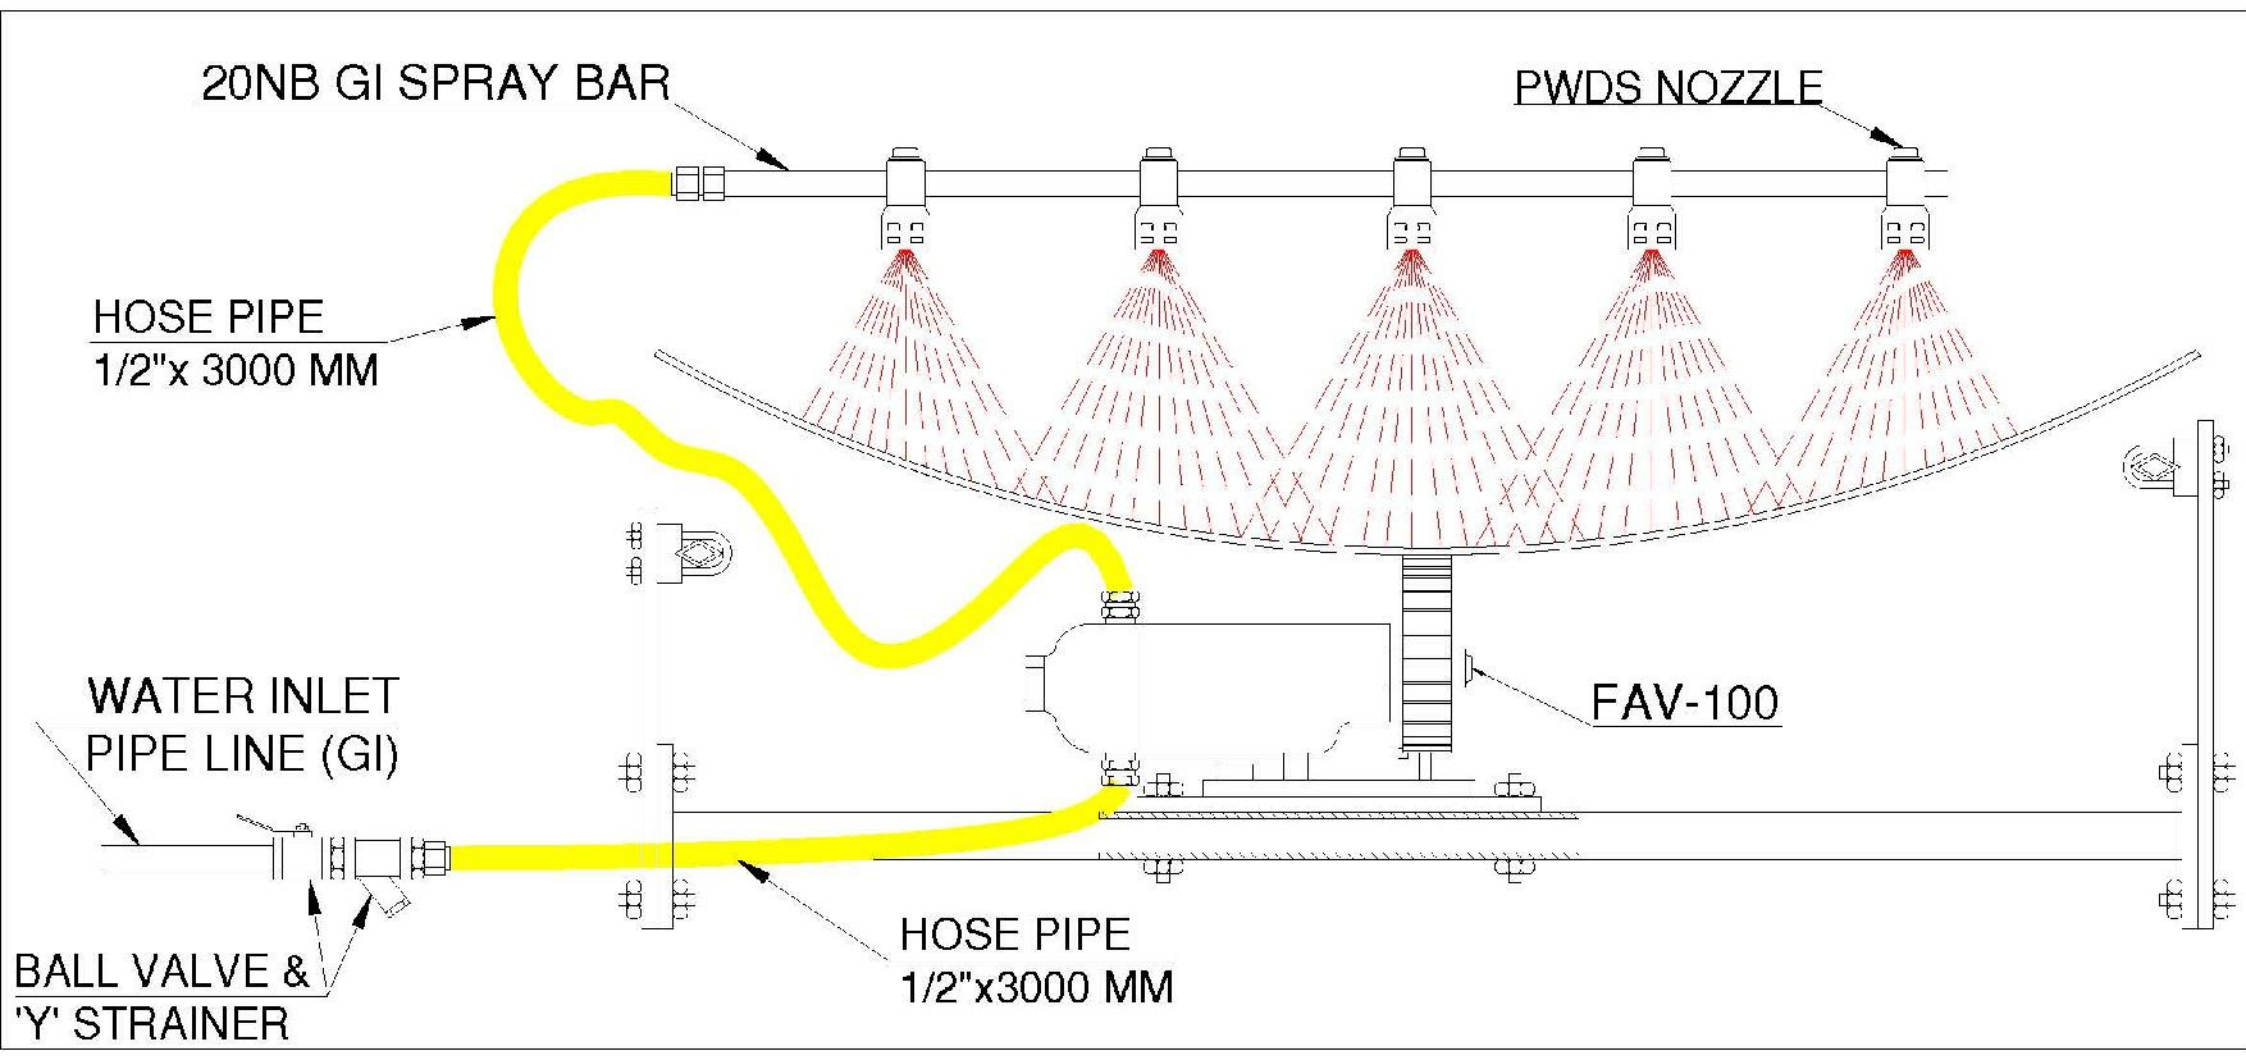 20NB GI SPRAY BAR
PWDS NOZZLE
HOSE PIPE
1/2"x 3000 MM
WATER INLET
PIPE LINE (GI)
FAV-100
HOSE PIPE
1/2"x3000 MM
BALL VALVE &
'Y' STRAINER